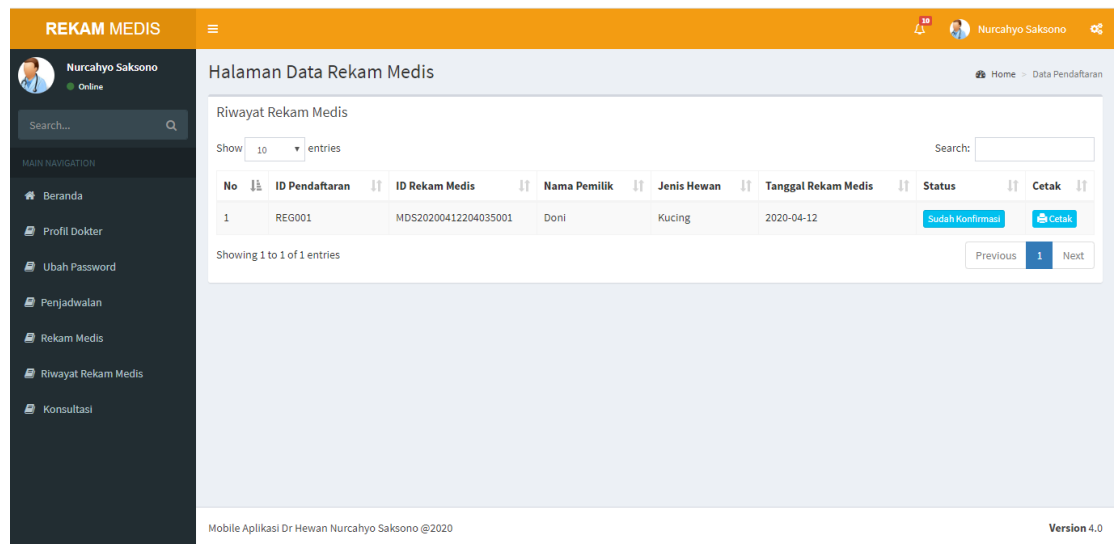 REKAM MEDIS
10
Nurcahyo Saksono
Nurcahyo Saksono
Online
Search...
MAIN NAVIGATION
Beranda
Profil Dokter
Ubah Password
Penjadwalan
Rekam Medis
Riwayat Rekam Medis
Konsultasi
Halaman Data Rekam Medis
Home > Data Pendaftaran
Riwayat Rekam Medis
Show 10 entries
Search:
No ID Pendaftaran ID Rekam Medis Nama Pemilik Jenis Hewan Tanggal Rekam Medis Status Cetak
1 REG001 MDS20200412204035001 Doni Kucing 2020-04-12 Sudah Konfirmasi Cetak
Showing 1 to 1 of 1 entries
Previous 1 Next
Mobile Aplikasi Dr Hewan Nurcahyo Saksono @2020
Version 4.0